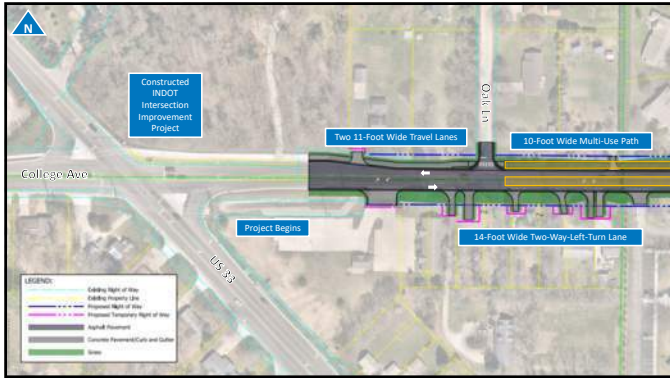 N
Constructed
INDOT
Intersection
Improvement
Project
Oak Ln
Two 11-Foot Wide Travel Lanes
10-Foot Wide Multi-Use Path
College Ave
Project Begins
14-Foot Wide Two-Way-Left-Turn Lane
US 33
LEGEND:
Existing Right of Way
Existing Property Line
Proposed Right of Way
Proposed Temporary Right of Way
Asphalt Pavement
Concrete Pavement/Curb and Gutter
Grass